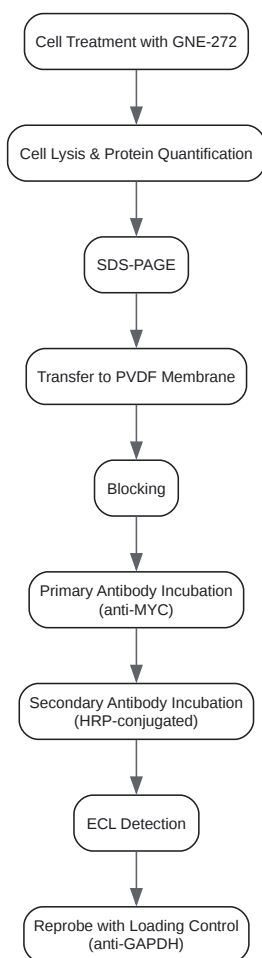 Cell Treatment with GNE-272
Cell Lysis & Protein Quantification
SDS-PAGE
Transfer to PVDF Membrane
Blocking
Primary Antibody Incubation
(anti-MYC)
Secondary Antibody Incubation
(HRP-conjugated)
ECL Detection
Reprobe with Loading Control
(anti-GAPDH)